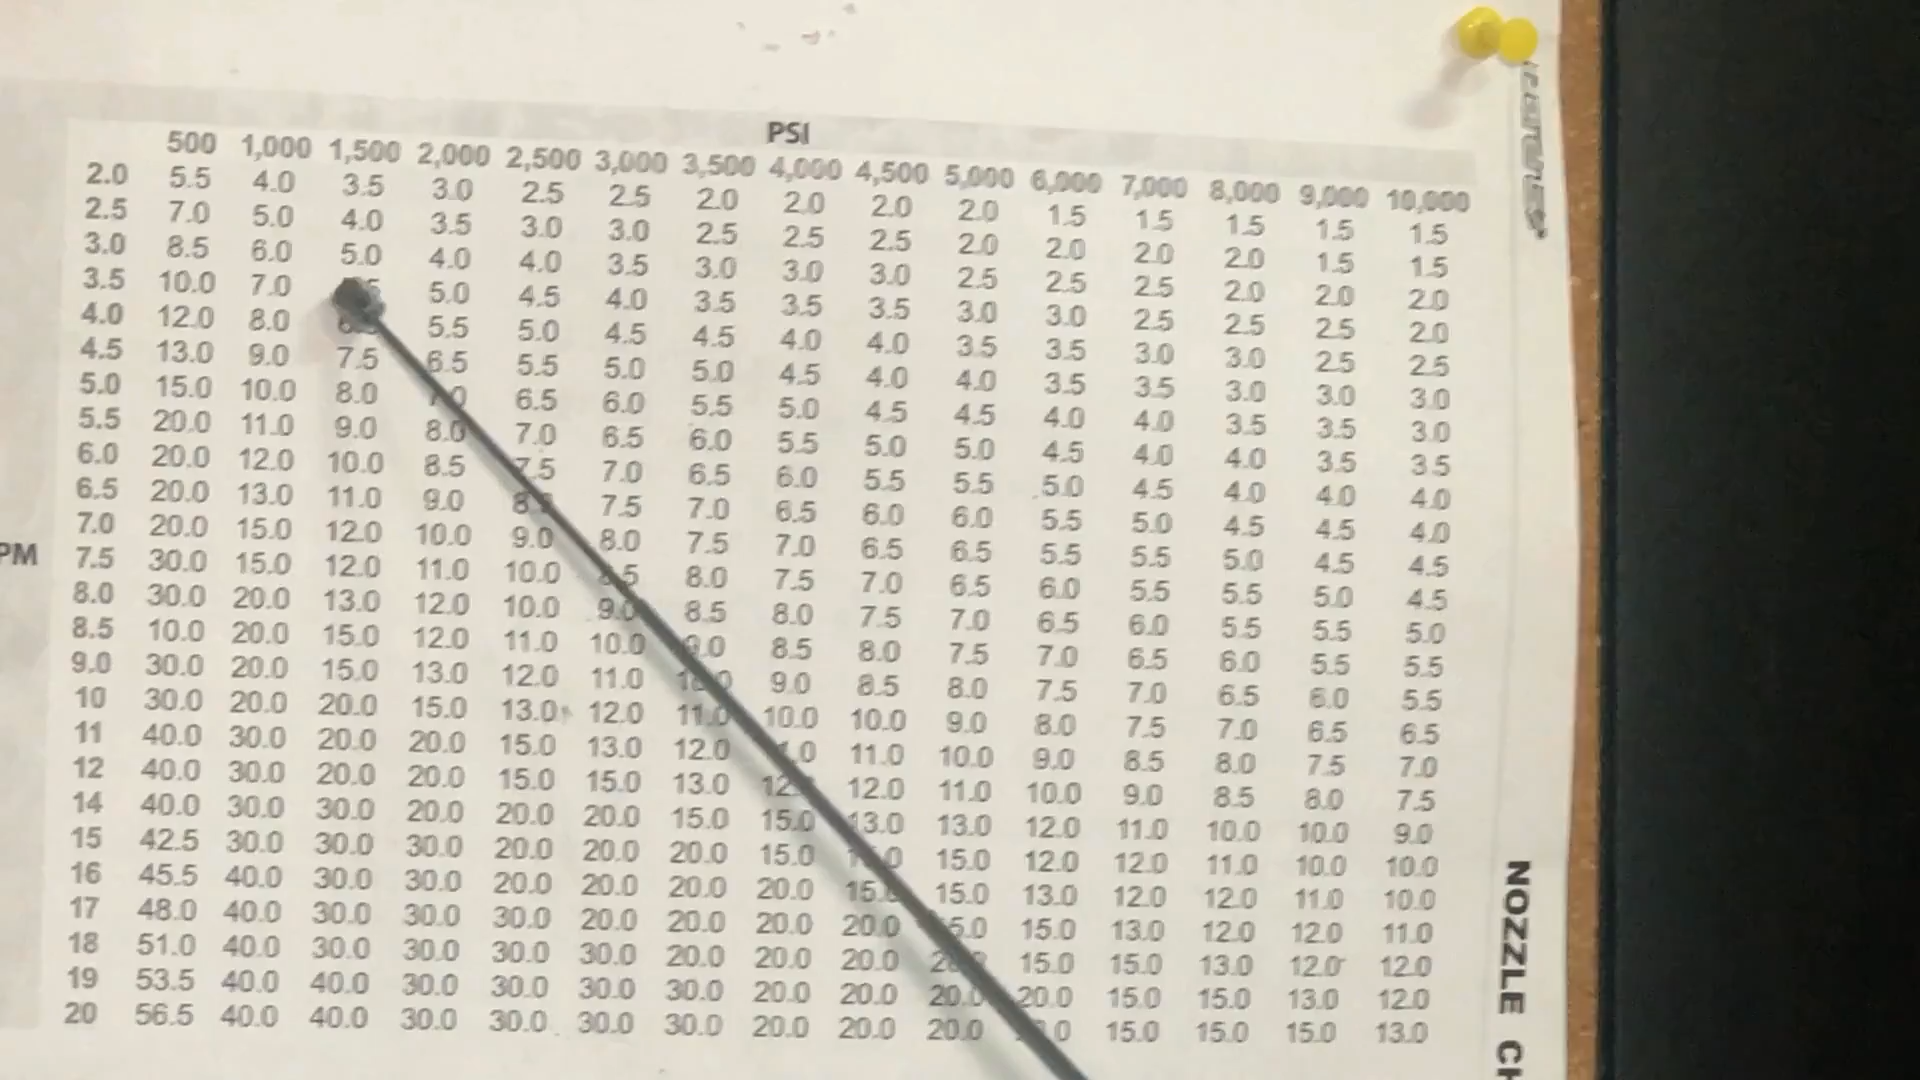 PSI
500 1,000 1,500 2,000 2,500 3,000 3,500 4,000 4,500 5,000 6,000 7,000 8,000 9,000 10,000
2.0 5.5 4.0 3.5 3.0 2.5 2.5 2.0 2.0 2.0 2.0 1.5 1.5 1.5 1.5 1.5
2.5 7.0 5.0 4.0 3.5 3.0 3.0 2.5 2.5 2.5 2.0 2.0 2.0 2.0 1.5 1.5
3.0 8.5 6.0 5.0 4.0 4.0 3.5 3.0 3.0 3.0 2.5 2.5 2.5 2.0 2.0 2.0
3.5 10.0 7.0 5.0 4.5 4.0 3.5 3.5 3.5 3.0 3.0 2.5 2.5 2.5 2.0
4.0 12.0 8.0 5.5 5.0 4.5 4.5 4.0 4.0 3.5 3.5 3.0 3.0 2.5 2.5
4.5 13.0 9.0 7.5 6.5 5.5 5.0 5.0 4.5 4.0 4.0 3.5 3.5 3.0 3.0 3.0
5.0 15.0 10.0 8.0 6.5 6.0 5.5 5.0 4.5 4.5 4.0 4.0 3.5 3.5 3.0
5.5 20.0 11.0 9.0 8.0 7.0 6.5 6.0 5.5 5.0 5.0 4.5 4.0 4.0 3.5 3.5
6.0 20.0 12.0 10.0 8.5 7.5 7.0 6.5 6.0 5.5 5.5 5.0 4.5 4.0 4.0 4.0
6.5 20.0 13.0 11.0 9.0 7.5 7.0 6.5 6.0 6.0 5.5 5.0 4.5 4.5 4.0
7.0 20.0 15.0 12.0 10.0 9.0 8.0 7.5 7.0 6.5 6.5 5.5 5.5 5.0 4.5 4.5
PM 7.5 30.0 15.0 12.0 11.0 10.0 8.5 8.0 7.5 7.0 6.5 6.0 5.5 5.5 5.0 4.5
8.0 30.0 20.0 13.0 12.0 10.0 9.0 8.5 8.0 7.5 7.0 6.5 6.0 5.5 5.5 5.0
8.5 10.0 20.0 15.0 12.0 11.0 10.0 9.0 8.5 8.0 7.5 7.0 6.5 6.0 5.5 5.5
9.0 30.0 20.0 15.0 13.0 12.0 11.0 10.0 9.0 8.5 8.0 7.5 7.0 6.5 6.0 5.5
10 30.0 20.0 20.0 15.0 13.0 12.0 11.0 10.0 10.0 9.0 8.0 7.5 7.0 6.5 6.5
11 40.0 30.0 20.0 20.0 15.0 13.0 12.0 11.0 10.0 9.0 8.5 8.0 7.5 7.0
12 40.0 30.0 20.0 20.0 15.0 15.0 13.0 12.0 11.0 10.0 9.0 8.5 8.0 7.5
14 40.0 30.0 30.0 20.0 20.0 20.0 15.0 15.0 13.0 13.0 12.0 11.0 10.0 10.0 9.0
15 42.5 30.0 30.0 30.0 20.0 20.0 20.0 15.0 15.0 12.0 12.0 11.0 10.0 10.0
16 45.5 40.0 30.0 30.0 20.0 20.0 20.0 20.0 15.0 15.0 13.0 12.0 12.0 11.0 10.0
17 48.0 40.0 30.0 30.0 30.0 20.0 20.0 20.0 20.0 15.0 15.0 13.0 12.0 12.0 11.0
18 51.0 40.0 30.0 30.0 30.0 30.0 20.0 20.0 20.0 15.0 15.0 13.0 12.0 12.0
19 53.5 40.0 40.0 30.0 30.0 30.0 30.0 20.0 20.0 20.0 20.0 15.0 15.0 13.0 12.0
20 56.5 40.0 40.0 30.0 30.0 30.0 30.0 20.0 20.0 20.0 15.0 15.0 15.0 13.0
NOZZLE